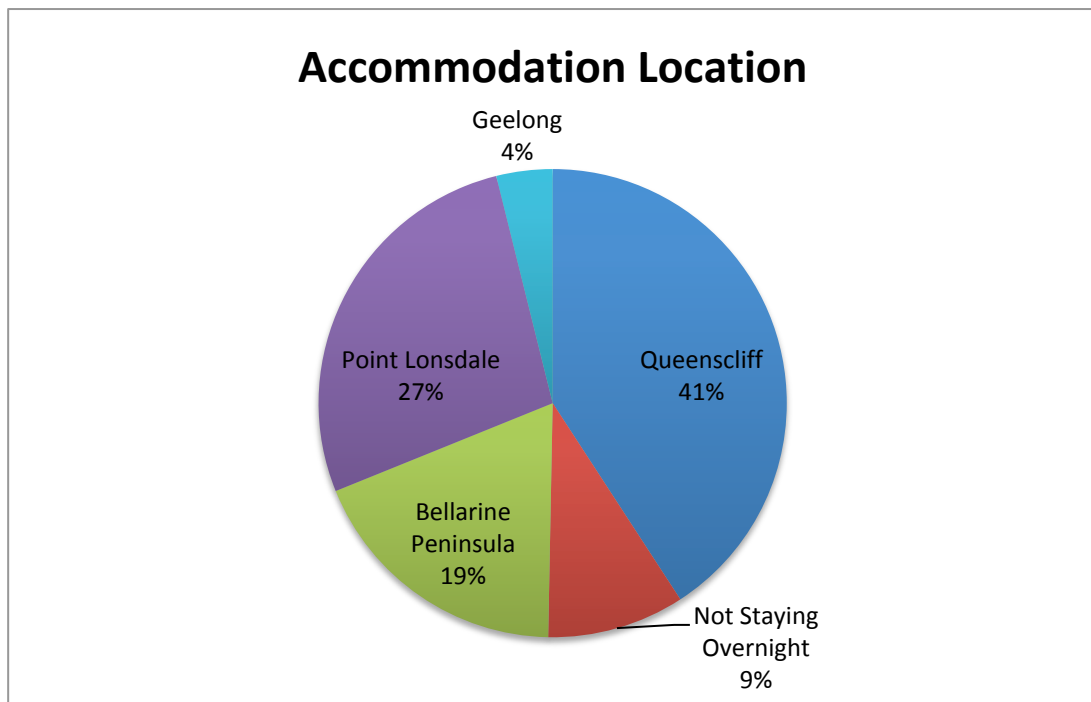 Accommodation Location
Geelong
4%
Queenscliff
41%
Point Lonsdale
27%
Bellarine
Peninsula
19%
Not Staying
Overnight
9%